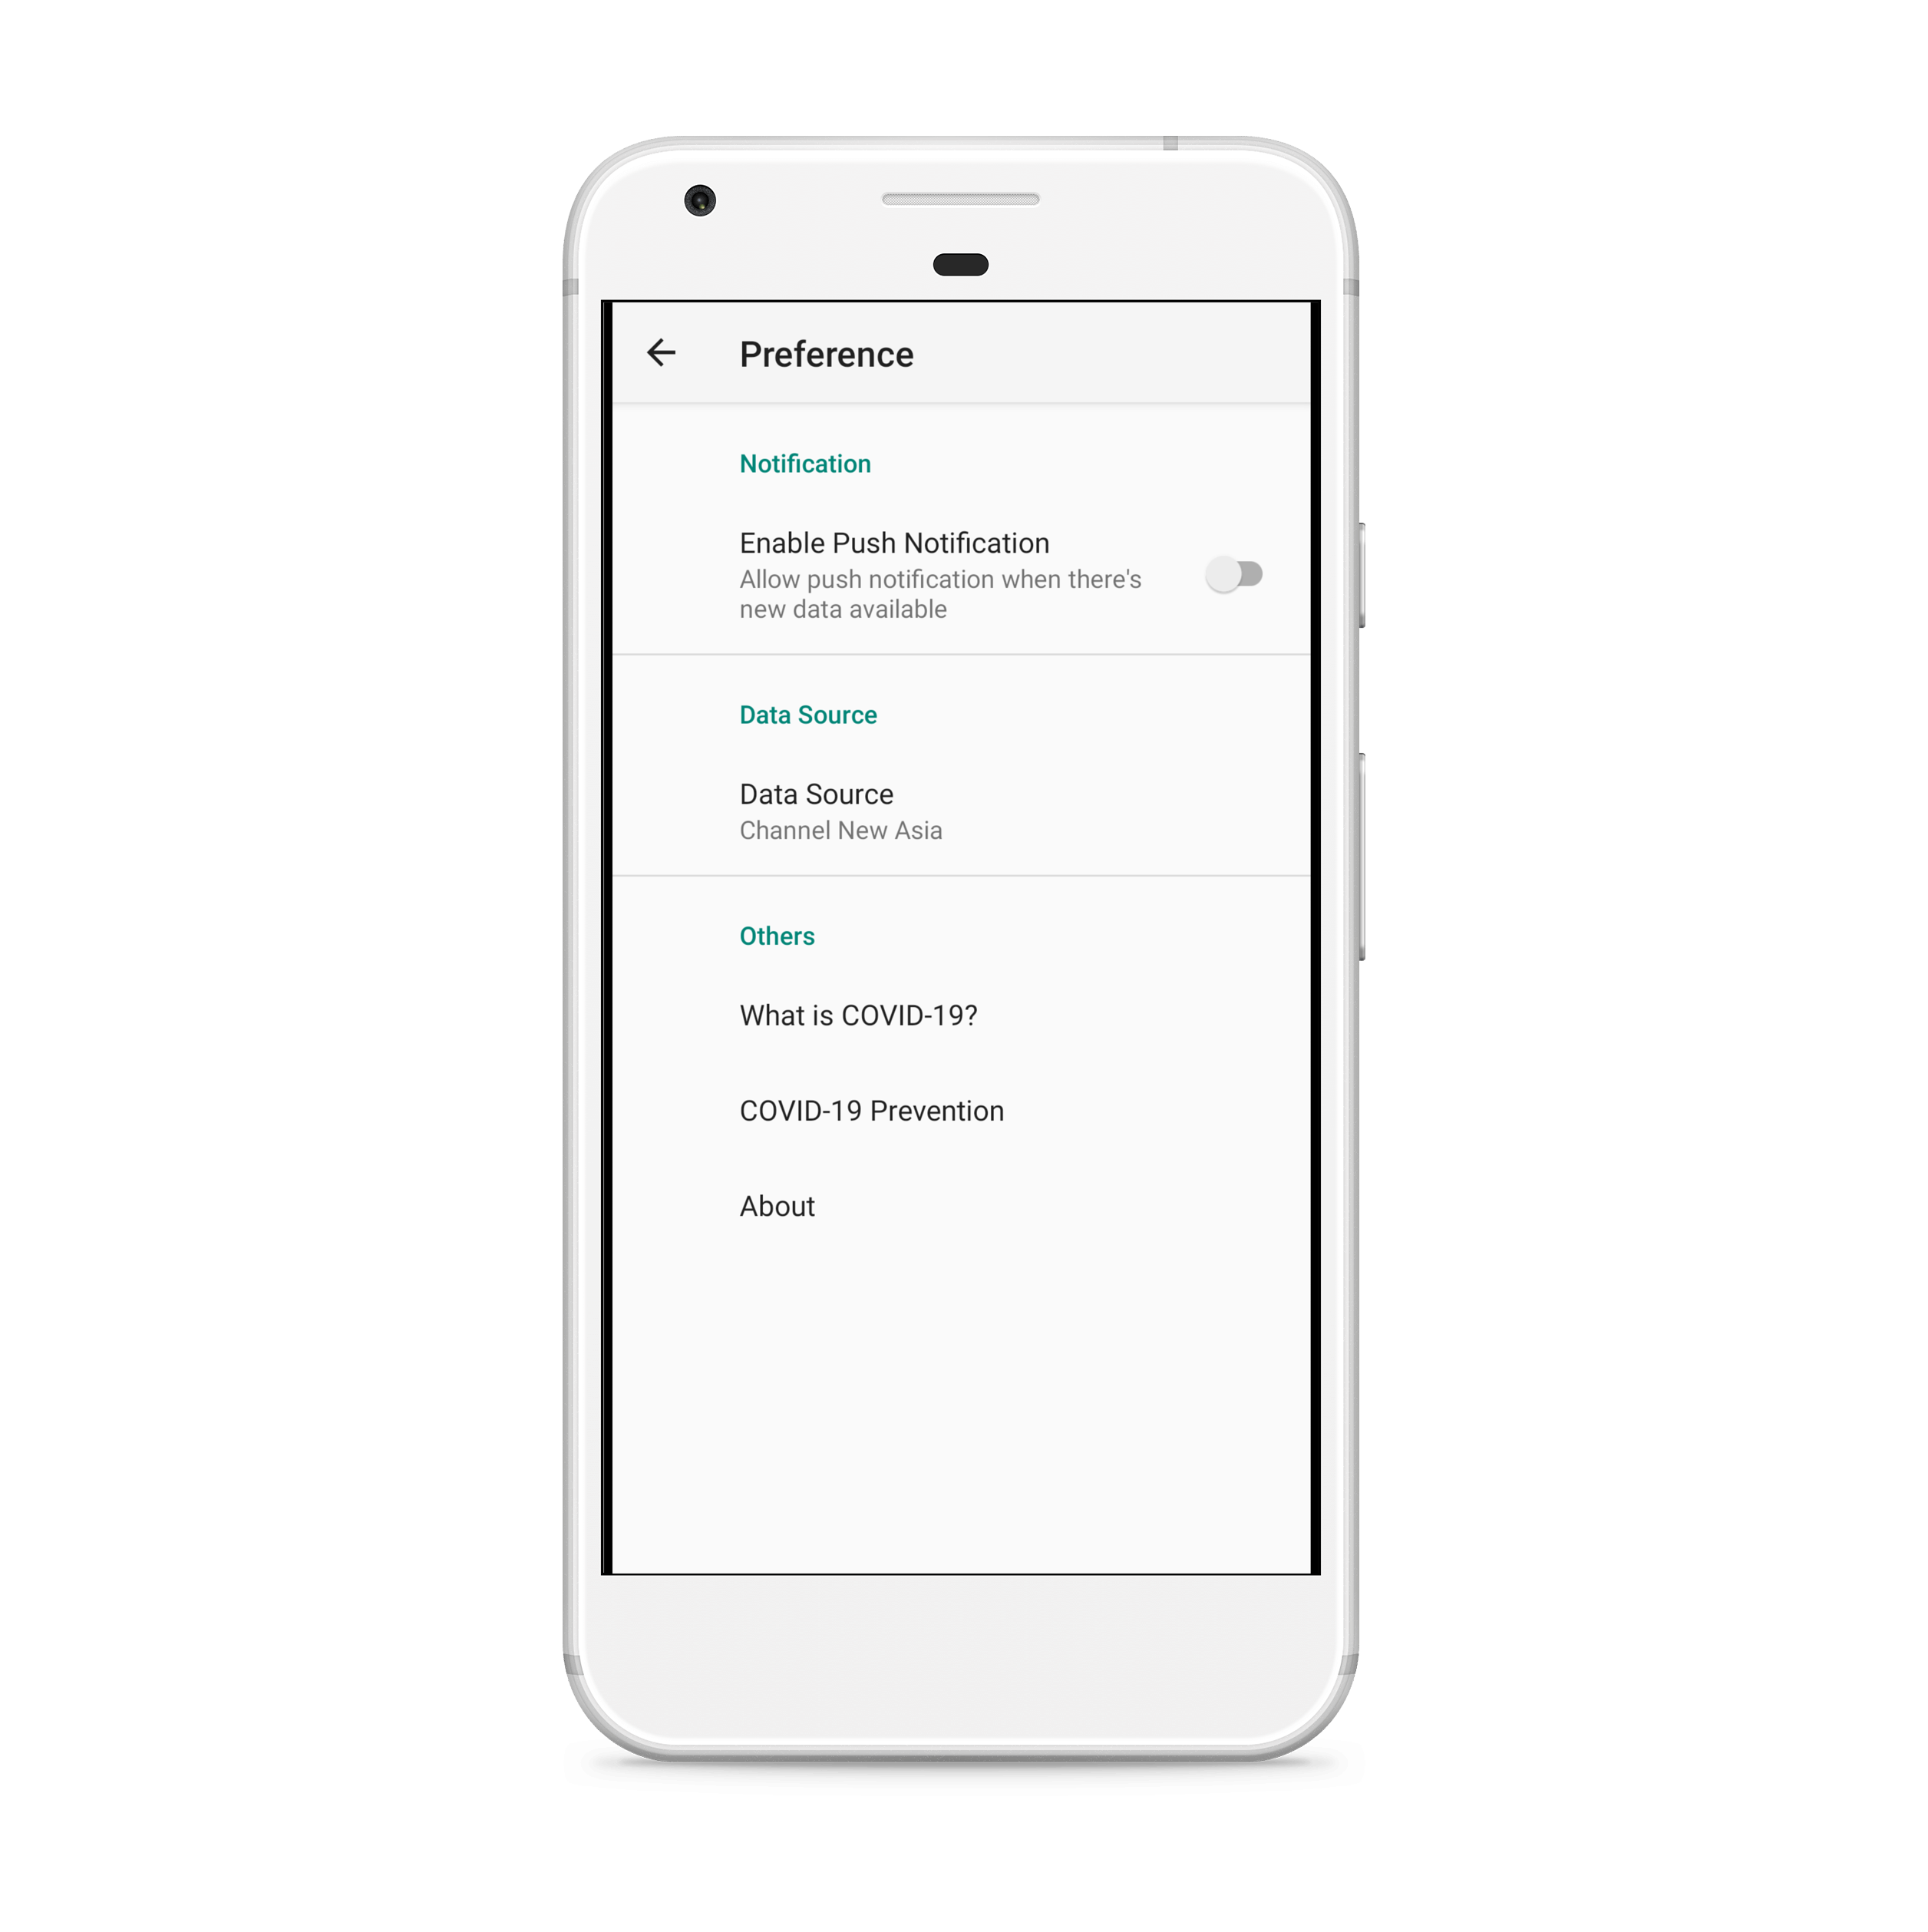 Preference
Notification
Enable Push Notification
Allow push notification when there's
new data available
Data Source
Data Source
Channel New Asia
Others
What is COVID-19?
COVID-19 Prevention
About